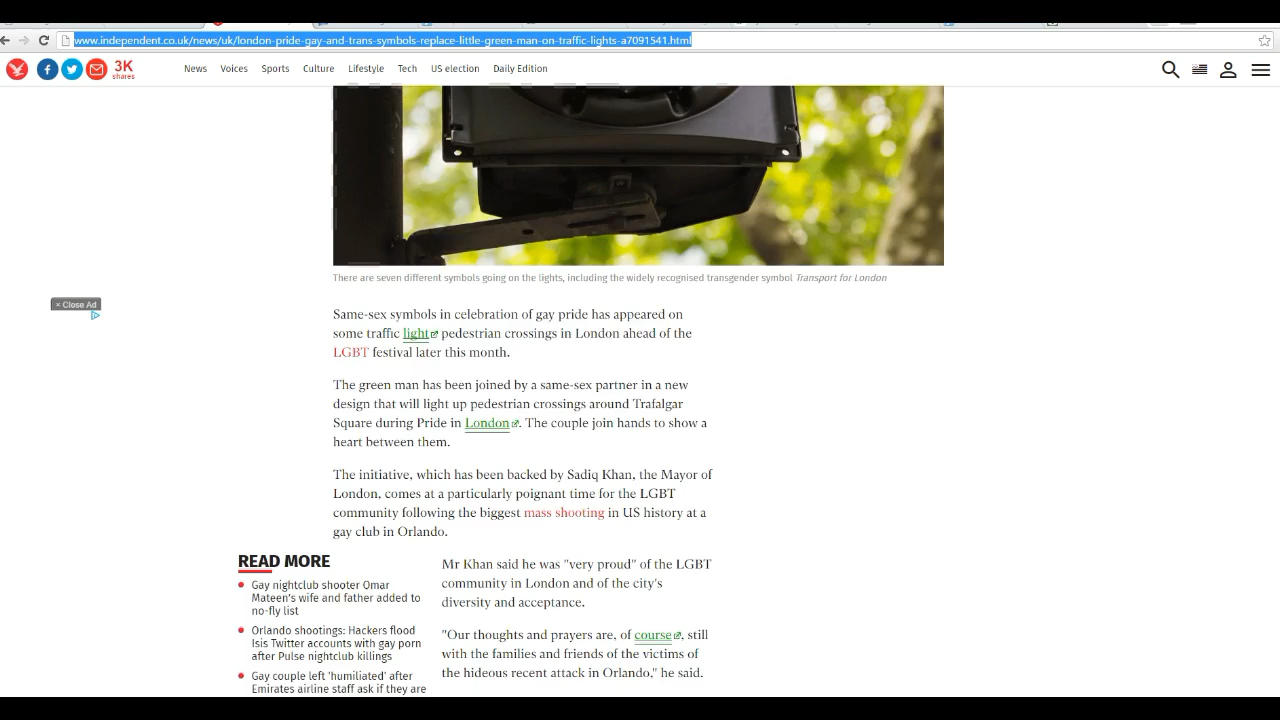 www.independent.co.uk/news/uk/london-pride-gay-and-trans-symbols-replace-little-green-man-on-traffic-lights-a7091541.html
3K
shares
News Voices Sports Culture Lifestyle Tech US election Daily Edition
There are seven different symbols going on the lights, including the widely recognised transgender symbol Transport for London
× Close Ad
Same-sex symbols in celebration of gay pride has appeared on
some traffic light pedestrian crossings in London ahead of the
LGBT festival later this month.
The green man has been joined by a same-sex partner in a new
design that will light up pedestrian crossings around Trafalgar
Square during Pride in London. The couple join hands to show a
heart between them.
The initiative, which has been backed by Sadiq Khan, the Mayor of
London, comes at a particularly poignant time for the LGBT
community following the biggest mass shooting in US history at a
gay club in Orlando.
READ MORE
Gay nightclub shooter Omar
Mateen's wife and father added to
no-fly list
Orlando shootings: Hackers flood
Isis Twitter accounts with gay porn
after Pulse nightclub killings
Gay couple left 'humiliated' after
Emirates airline staff ask if they are
Mr Khan said he was "very proud" of the LGBT
community in London and of the city's
diversity and acceptance.
"Our thoughts and prayers are, of course, still
with the families and friends of the victims of
the hideous recent attack in Orlando," he said.